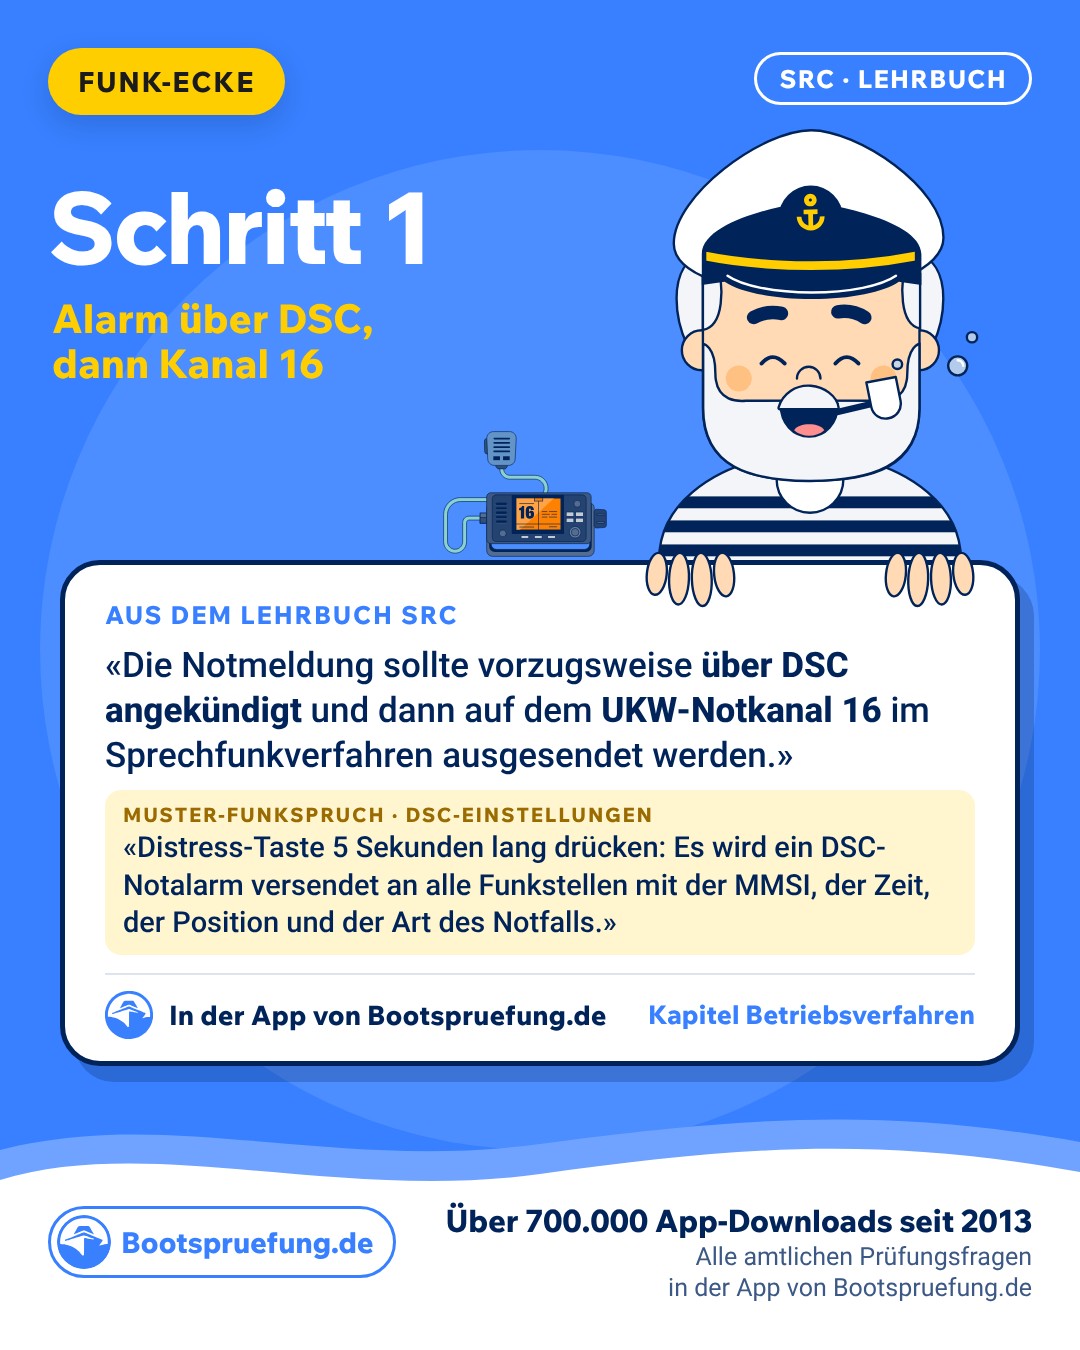 FUNK-ECKE
SRC · LEHRBUCH
Schritt 1
Alarm über DSC,
dann Kanal 16
16
AUS DEM LEHRBUCH SRC
«Die Notmeldung sollte vorzugsweise über DSC
angekündigt und dann auf dem UKW-Notkanal 16 im
Sprechfunkverfahren ausgesendet werden.»
MUSTER-FUNKSPRUCH · DSC-EINSTELLUNGEN
«Distress-Taste 5 Sekunden lang drücken: Es wird ein DSC-
Notalarm versendet an alle Funkstellen mit der MMSI, der Zeit,
der Position und der Art des Notfalls.»
In der App von Bootspruefung.de
Kapitel Betriebsverfahren
Bootspruefung.de
Über 700.000 App-Downloads seit 2013
Alle amtlichen Prüfungsfragen
in der App von Bootspruefung.de